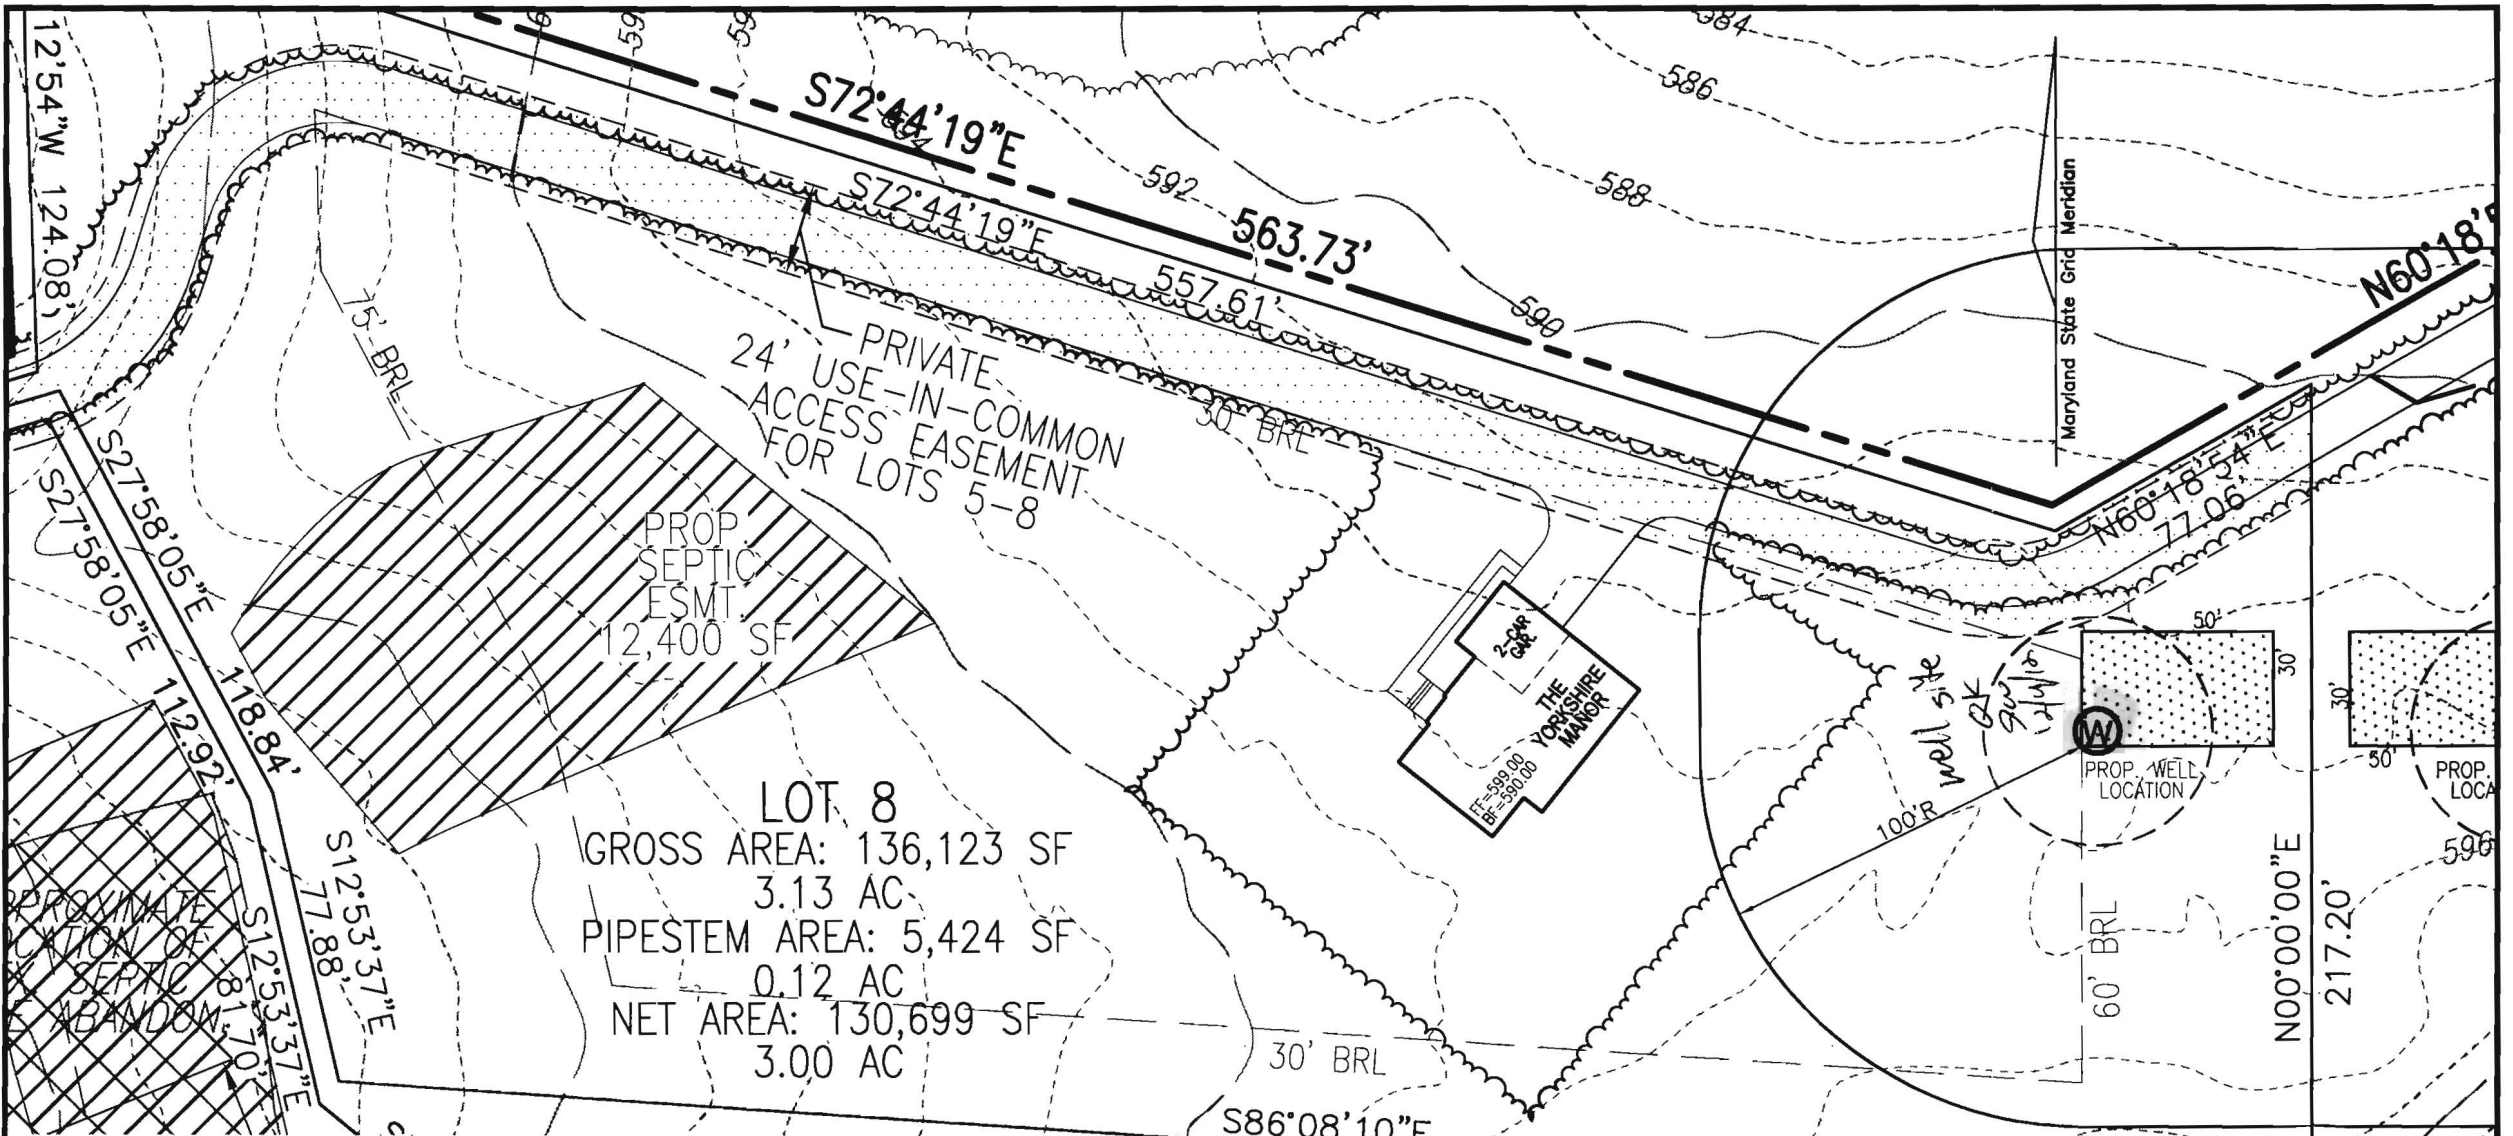 12'54"W 124.08')
S72°44'19"E
563.73'
S72°44'19"E
557.61'
584
586
588
590
592
Maryland State Grid Meridian
N60°18'
N60°18'54"E
77.06'
75' BRL
PRIVATE
24' USE-IN-COMMON
ACCESS EASEMENT
FOR LOTS 5-8
30' BRL
S27°58'05"E
118.84'
S27°58'05"E
112.92'
PROP.
SEPTIC
ESMT.
12,400 SF
2-CAR
GAR.
THE
YORKSHIRE
MANOR
FF=599.00
BF=590.00
well site
OK
2/4/16
50'
30'
W
PROP. WELL
LOCATION
100'R
30'
50'
PROP.
LOCA
596
LOT 8
GROSS AREA: 136,123 SF
3.13 AC
PIPESTEM AREA: 5,424 SF
0.12 AC
NET AREA: 130,699 SF
3.00 AC
S12°53'37"E
77.88'
S12°53'37"E
81.70'
SEPTIC
ABANDON.
60' BRL
N00°00'00"E
217.20'
30' BRL
S86°08'10"E